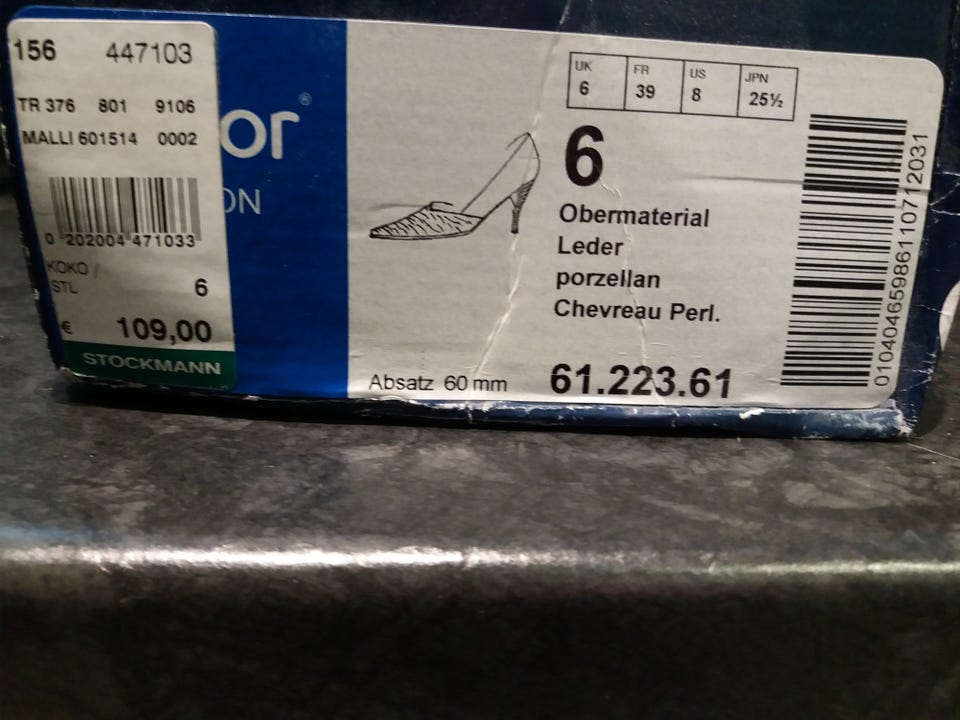 156 447103
TR 376 801 9106
MALLI 601514 0002
0 202004 471033
KOKO /
STL 6
€ 109,00
STOCKMANN
or®
ON
UK 6 FR 39 US 8 JPN 25½
6
Obermaterial
Leder
porzellan
Chevreau Perl.
Absatz 60 mm
61.223.61
01040465986110712031